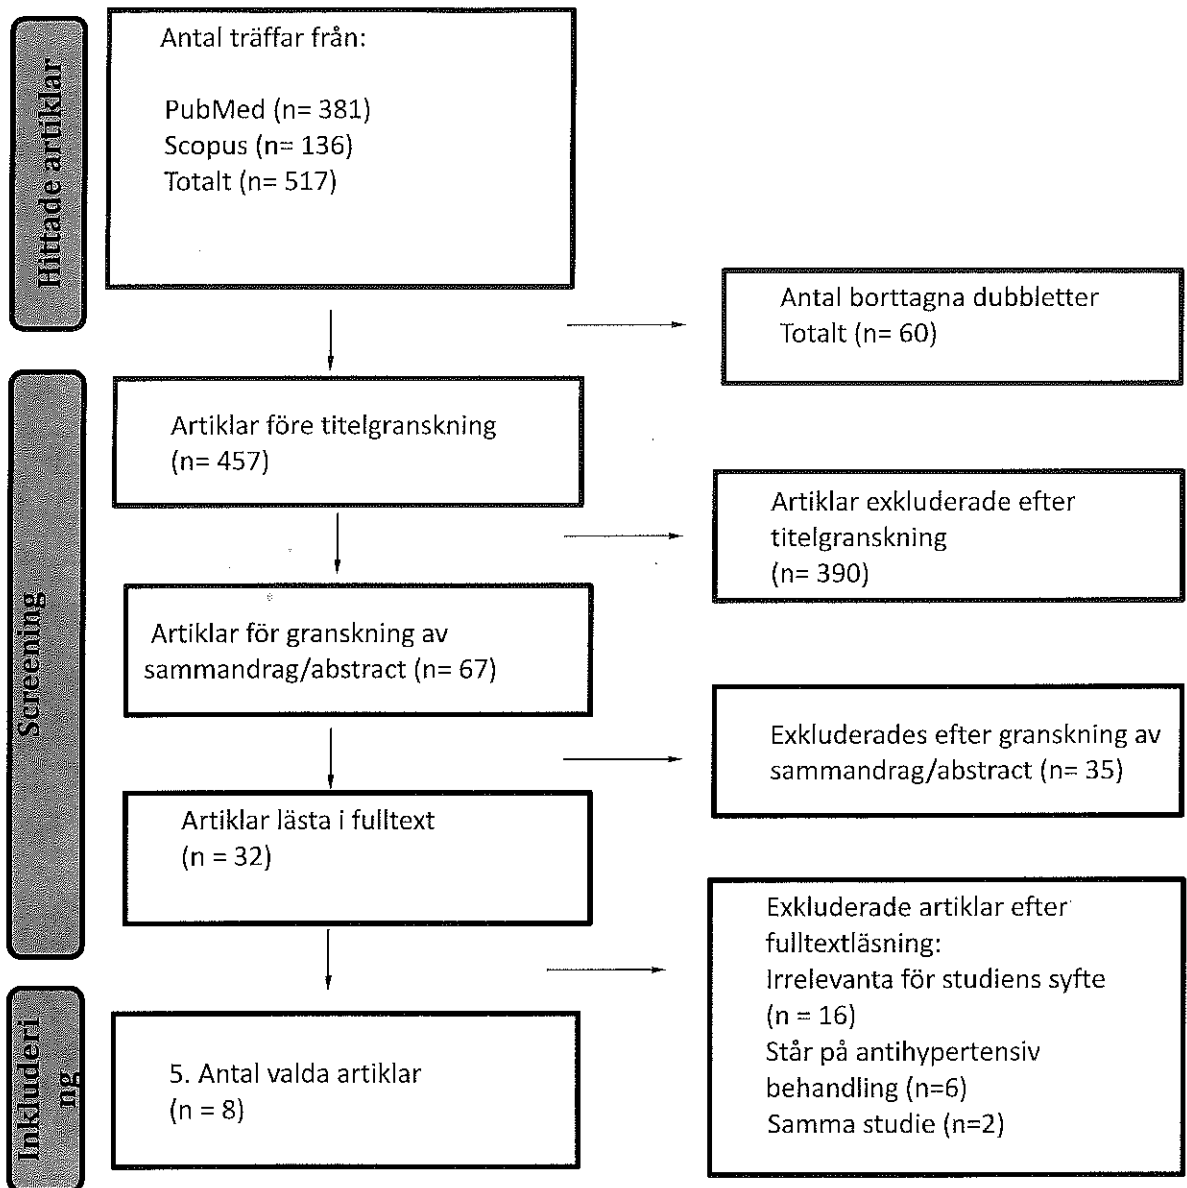 Hittade artiklar
Antal träffar från:
PubMed (n= 381)
Scopus (n= 136)
Totalt (n= 517)
Antal borttagna dubbletter
Totalt (n= 60)
Screening
Artiklar före titelgranskning
(n= 457)
Artiklar exkluderade efter
titelgranskning
(n= 390)
Artiklar för granskning av
sammandrag/abstract (n= 67)
Exkluderades efter granskning av
sammandrag/abstract (n= 35)
Artiklar lästa i fulltext
(n = 32)
Exkluderade artiklar efter
fulltextläsning:
Irrelevanta för studiens syfte
(n = 16)
Står på antihypertensiv
behandling (n=6)
Samma studie (n=2)
Inkluderi
ng
5. Antal valda artiklar
(n = 8)